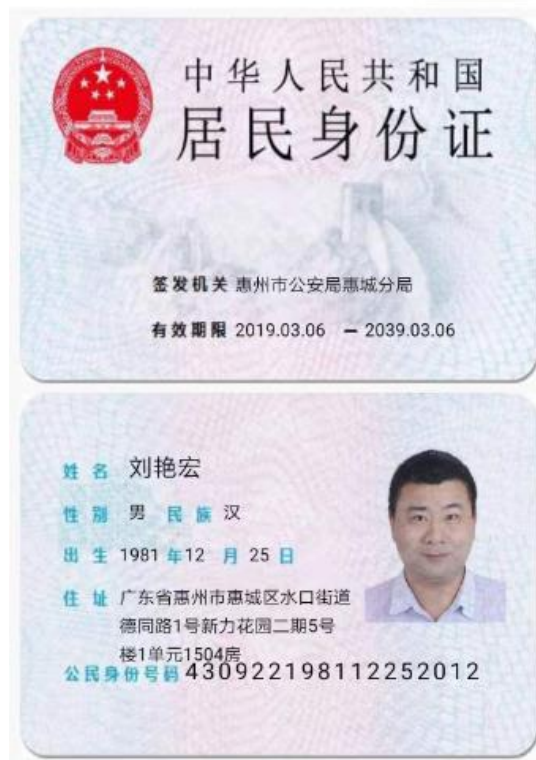 中华人民共和国
居民身份证
签发机关 惠州市公安局惠城分局
有效期限 2019.03.06 - 2039.03.06
姓名 刘艳宏
性别 男 民族 汉
出生 1981 年 12 月 25 日
住址 广东省惠州市惠城区水口街道
德同路1号新力花园二期5号
楼1单元1504房
公民身份号码 430922198112252012